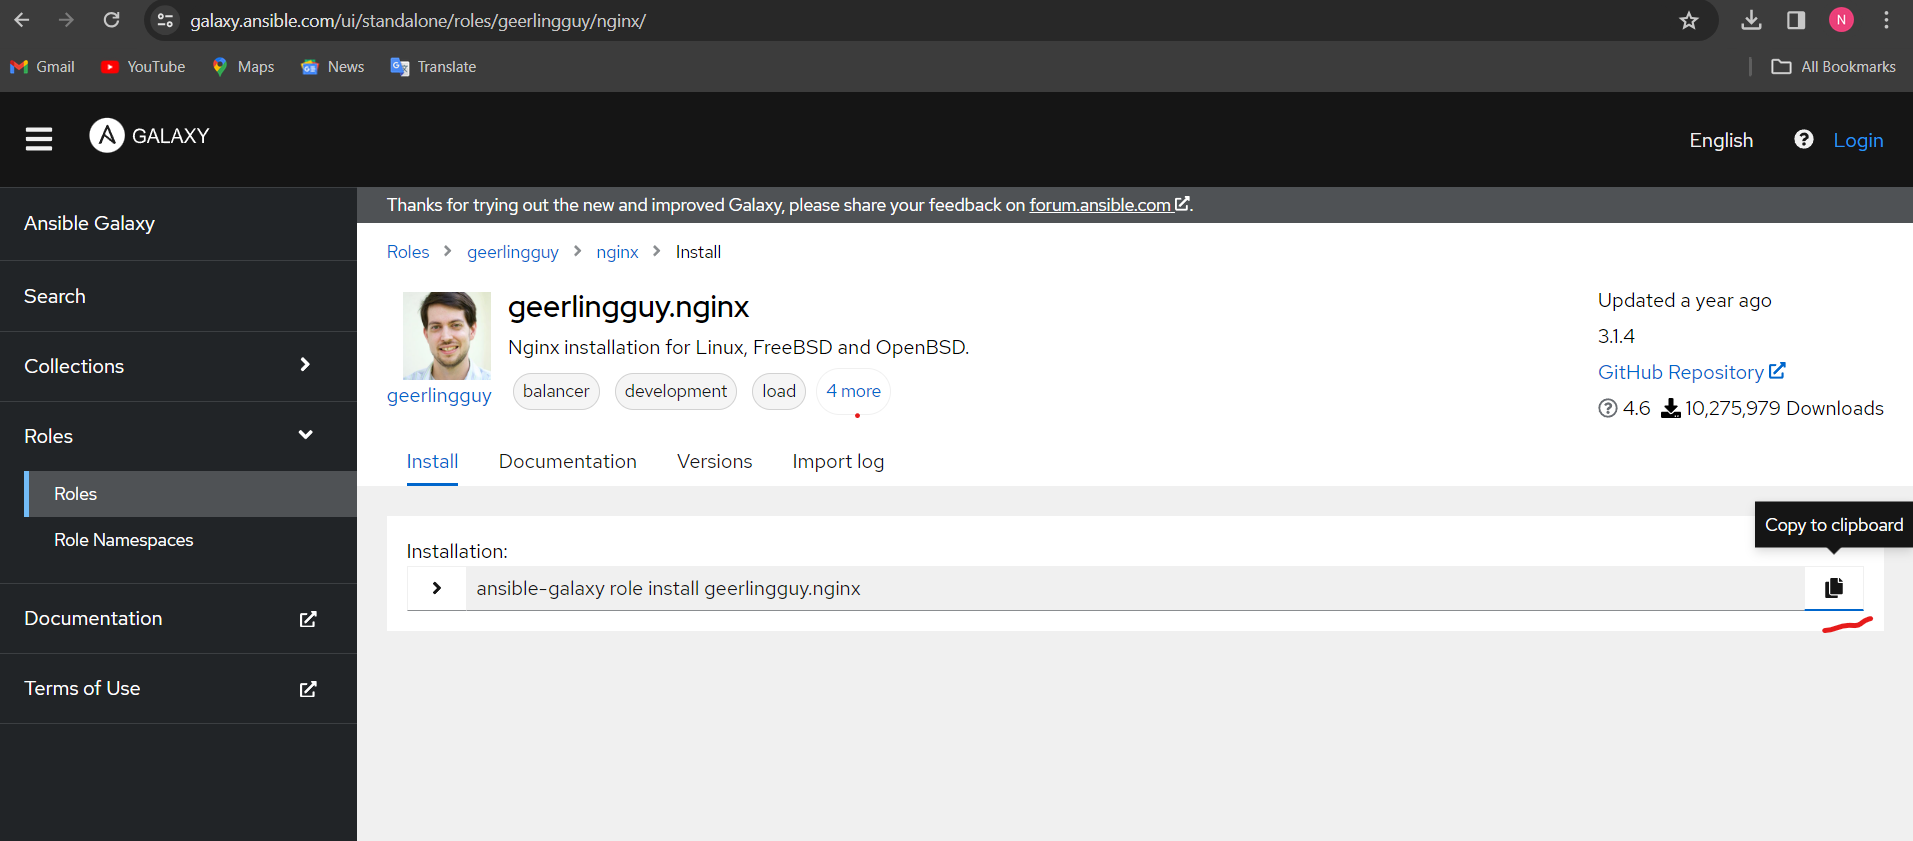 galaxy.ansible.com/ui/standalone/roles/geerlingguy/nginx/
N
Gmail YouTube Maps News Translate
All Bookmarks
GALAXY
English Login
Ansible Galaxy
Search
Collections
Roles
Roles
Role Namespaces
Documentation
Terms of Use
Thanks for trying out the new and improved Galaxy, please share your feedback on forum.ansible.com.
Roles > geerlingguy > nginx > Install
geerlingguy.nginx
Nginx installation for Linux, FreeBSD and OpenBSD.
geerlingguy
balancer development load 4 more
Updated a year ago
3.1.4
GitHub Repository
4.6 10,275,979 Downloads
Install Documentation Versions Import log
Copy to clipboard
Installation:
ansible-galaxy role install geerlingguy.nginx